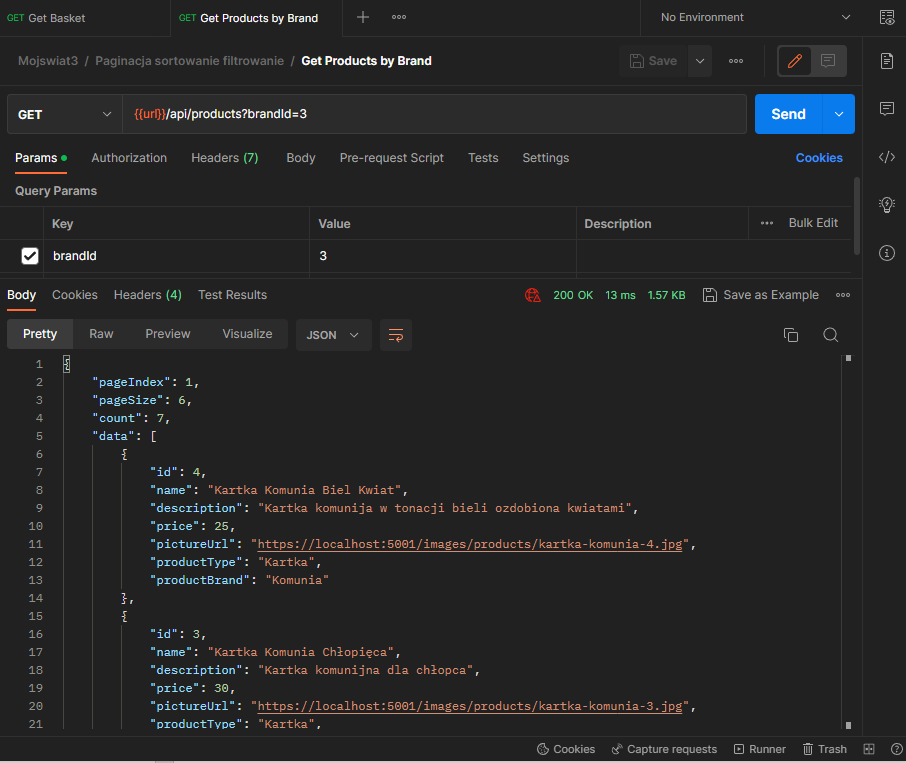 GET Get Basket
GET Get Products by Brand
No Environment
Mojswiat3 / Paginacja sortowanie filtrowanie / Get Products by Brand
Save
GET
{{url}}/api/products?brandId=3
Send
Params
Authorization
Headers (7)
Body
Pre-request Script
Tests
Settings
Cookies
Query Params
Key
Value
Description
Bulk Edit
brandId
3
Body
Cookies
Headers (4)
Test Results
200 OK
13 ms
1.57 KB
Save as Example
Pretty
Raw
Preview
Visualize
JSON
1 {
2 "pageIndex": 1,
3 "pageSize": 6,
4 "count": 7,
5 "data": [
6 {
7 "id": 4,
8 "name": "Kartka Komunia Biel Kwiat",
9 "description": "Kartka komunija w tonacji bieli ozdobiona kwiatami",
10 "price": 25,
11 "pictureUrl": "https://localhost:5001/images/products/kartka-komunia-4.jpg",
12 "productType": "Kartka",
13 "productBrand": "Komunia"
14 },
15 {
16 "id": 3,
17 "name": "Kartka Komunia Chłopięca",
18 "description": "Kartka komunijna dla chłopca",
19 "price": 30,
20 "pictureUrl": "https://localhost:5001/images/products/kartka-komunia-3.jpg",
21 "productType": "Kartka",
Cookies
Capture requests
Runner
Trash